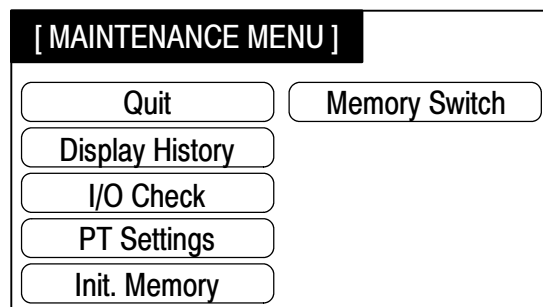 [ MAINTENANCE MENU ]
Quit Memory Switch
Display History
I/O Check
PT Settings
Init. Memory